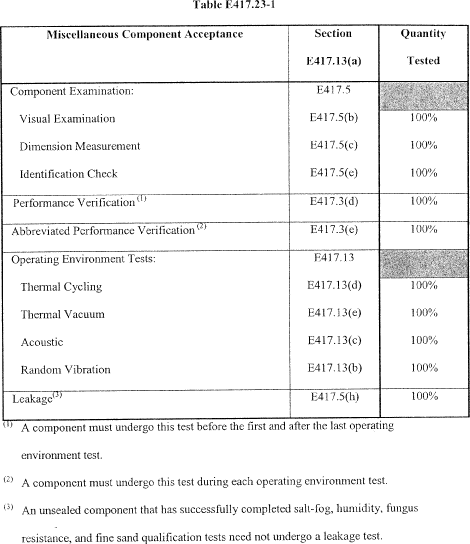 Table E417.23-1
Miscellaneous Component Acceptance Section Quantity
E417.13(a) Tested
Component Examination: E417.5
Visual Examination E417.5(b) 100%
Dimension Measurement E417.5(c) 100%
Identification Check E417.5(e) 100%
Performance Verification (1) E417.3(d) 100%
Abbreviated Performance Verification (2) E417.3(e) 100%
Operating Environment Tests: E417.13
Thermal Cycling E417.13(d) 100%
Thermal Vacuum E417.13(e) 100%
Acoustic E417.13(c) 100%
Random Vibration E417.13(b) 100%
Leakage(3) E417.5(h) 100%
(1) A component must undergo this test before the first and after the last operating
environment test.
(2) A component must undergo this test during each operating environment test.
(3) An unsealed component that has successfully completed salt-fog, humidity, fungus
resistance, and fine sand qualification tests need not undergo a leakage test.